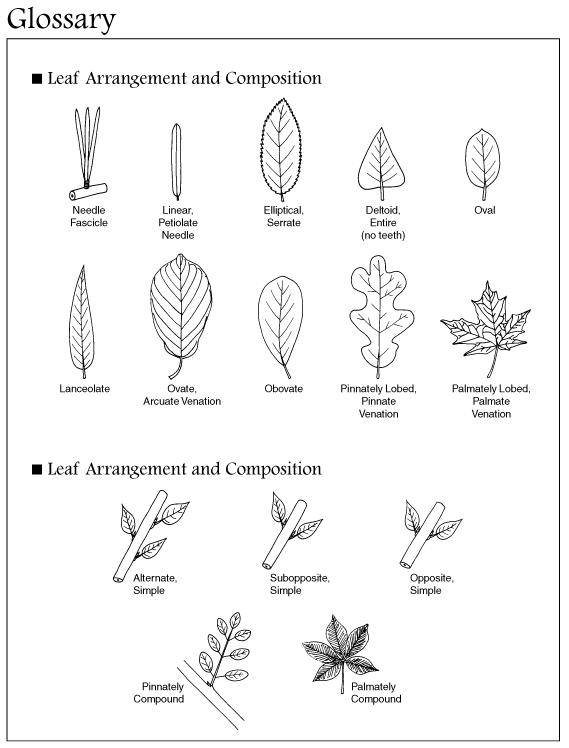 Glossary
■ Leaf Arrangement and Composition
Needle
Fascicle
Linear,
Petiolate
Needle
Elliptical,
Serrate
Deltoid,
Entire
(no teeth)
Oval
Lanceolate
Ovate,
Arcuate Venation
Obovate
Pinnately Lobed,
Pinnate
Venation
Palmately Lobed,
Palmate
Venation
■ Leaf Arrangement and Composition
Alternate,
Simple
Subopposite,
Simple
Opposite,
Simple
Pinnately
Compound
Palmately
Compound